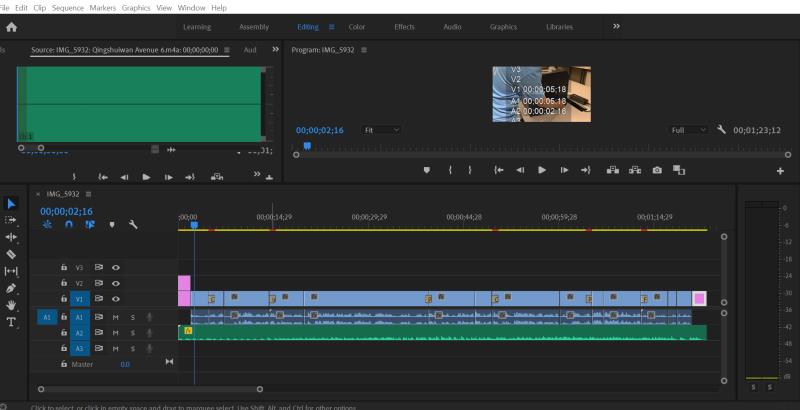 File Edit Clip Sequence Markers Graphics View Window Help
Learning Assembly Editing Color Effects Audio Graphics Libraries
Source: IMG_5932: Qingshuiwan Avenue 6.m4a: 00;00;00;00 Aud
Program: IMG_5932
V3
V2
V1 00;00;05;18
A1 00;00;05;18
A2 00;00;02;16
00;00;02;16 Fit Full 00;01;23;12
× IMG_5932
00;00;02;16
;00;00 00;00;14;29 00;00;29;29 00;00;44;28 00;00;59;28 00;01;14;29
V3
V2
V1
A1 A1 M S
A2 M S
A3 M S
Master 0.0
0
-6
-12
-18
-24
-30
-36
-42
-48
-54
dB
S S
Click to select, or click in empty space and drag to marquee select. Use Shift, Alt, and Ctrl for other options.